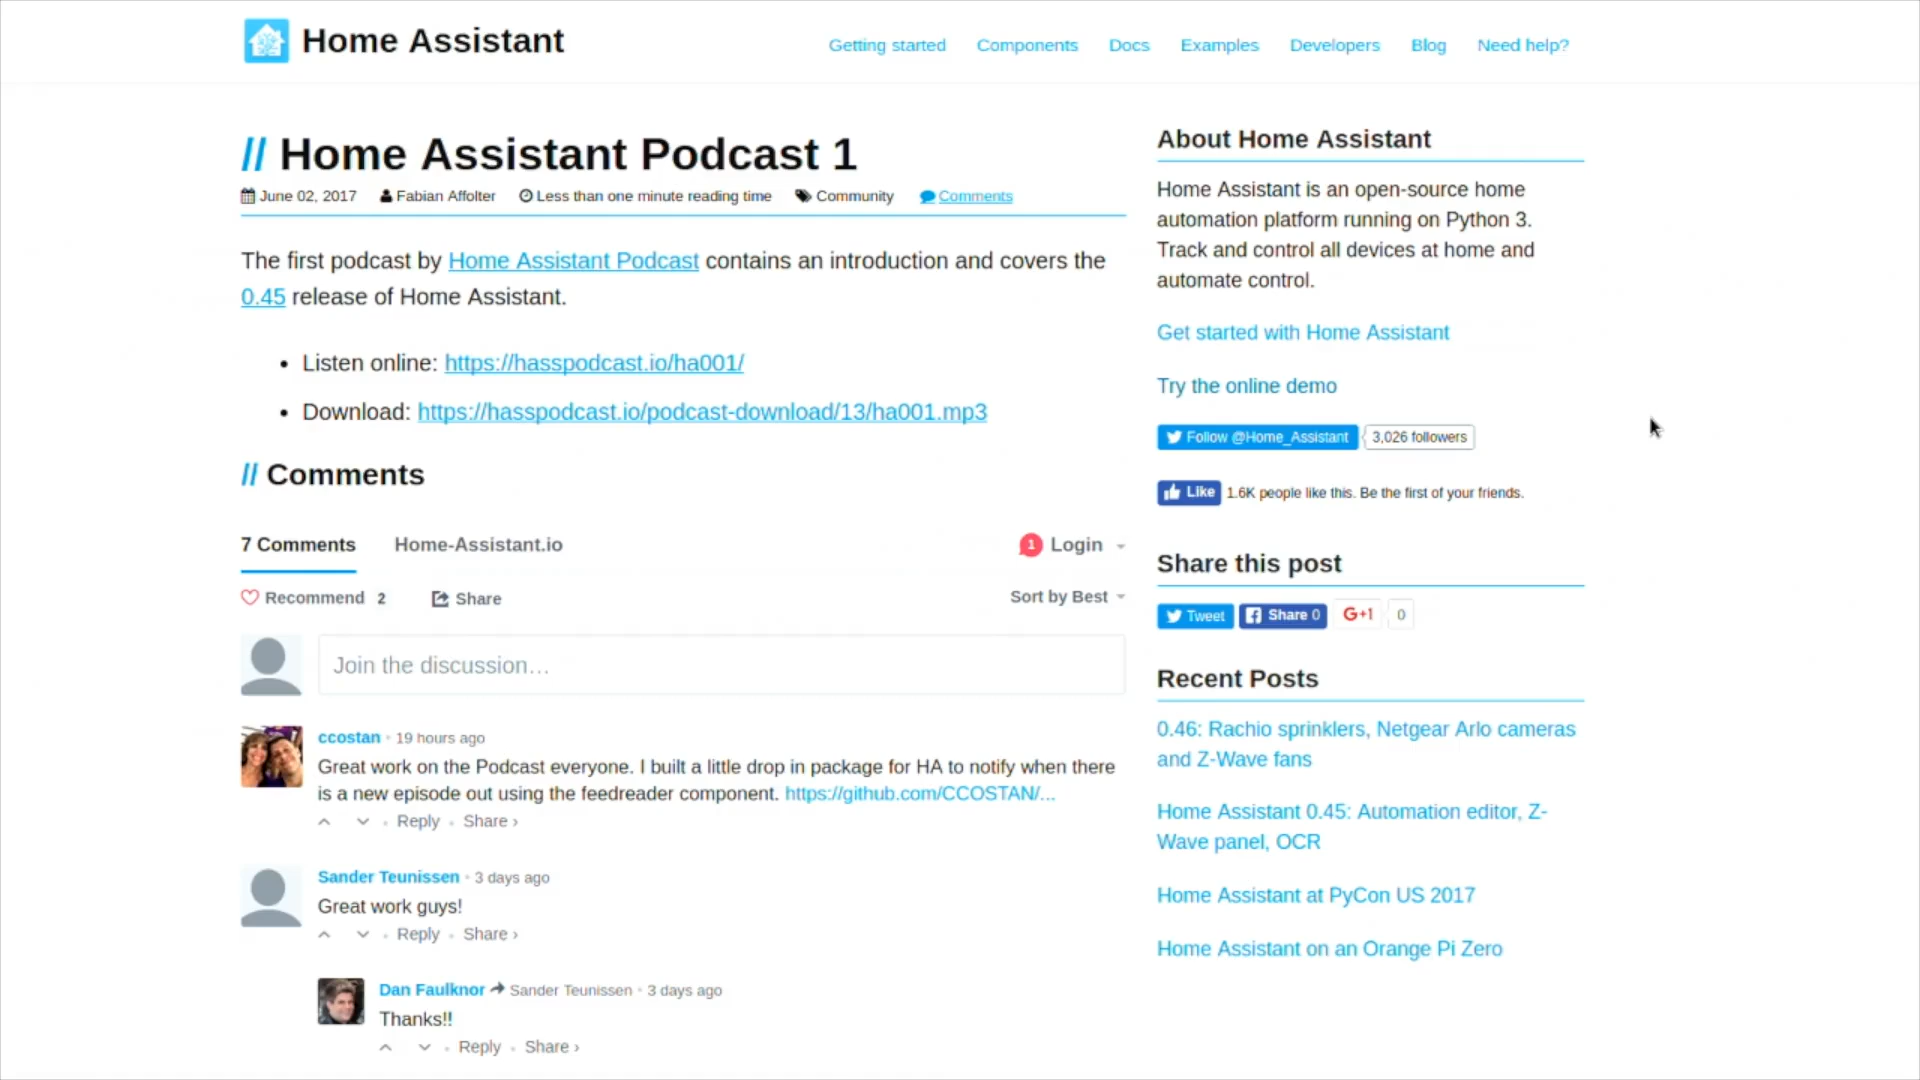 Home Assistant
Getting started Components Docs Examples Developers Blog Need help?
// Home Assistant Podcast 1
June 02, 2017 Fabian Affolter Less than one minute reading time Community Comments
The first podcast by Home Assistant Podcast contains an introduction and covers the
0.45 release of Home Assistant.
• Listen online: https://hasspodcast.io/ha001/
• Download: https://hasspodcast.io/podcast-download/13/ha001.mp3
// Comments
7 Comments Home-Assistant.io 1 Login
Recommend 2 Share Sort by Best
Join the discussion…
ccostan • 19 hours ago
Great work on the Podcast everyone. I built a little drop in package for HA to notify when there
is a new episode out using the feedreader component. https://github.com/CCOSTAN/...
Reply • Share ›
Sander Teunissen • 3 days ago
Great work guys!
Reply • Share ›
Dan Faulknor Sander Teunissen • 3 days ago
Thanks!!
Reply • Share ›
About Home Assistant
Home Assistant is an open-source home
automation platform running on Python 3.
Track and control all devices at home and
automate control.
Get started with Home Assistant
Try the online demo
Follow @Home_Assistant 3,026 followers
Like 1.6K people like this. Be the first of your friends.
Share this post
Tweet Share 0 G+1 0
Recent Posts
0.46: Rachio sprinklers, Netgear Arlo cameras
and Z-Wave fans
Home Assistant 0.45: Automation editor, Z-
Wave panel, OCR
Home Assistant at PyCon US 2017
Home Assistant on an Orange Pi Zero